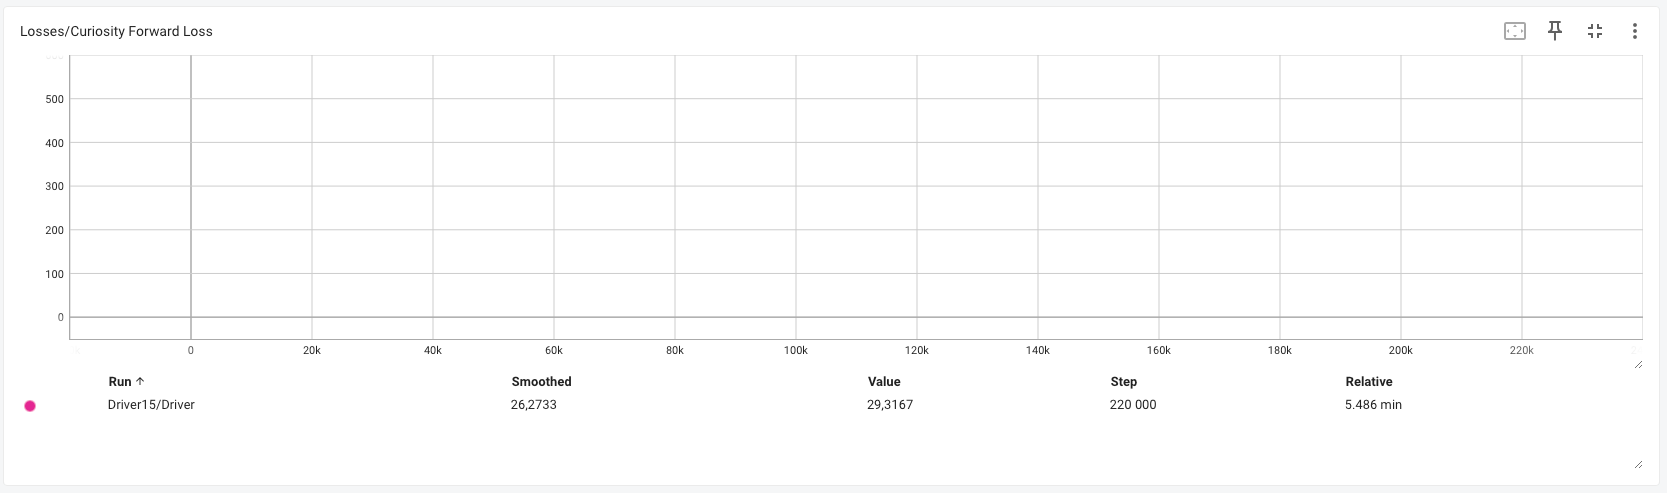 Losses/Curiosity Forward Loss
500
400
300
200
100
0
0 20k 40k 60k 80k 100k 120k 140k 160k 180k 200k 220k
Run ↑ Smoothed Value Step Relative
Driver15/Driver 26,2733 29,3167 220 000 5.486 min